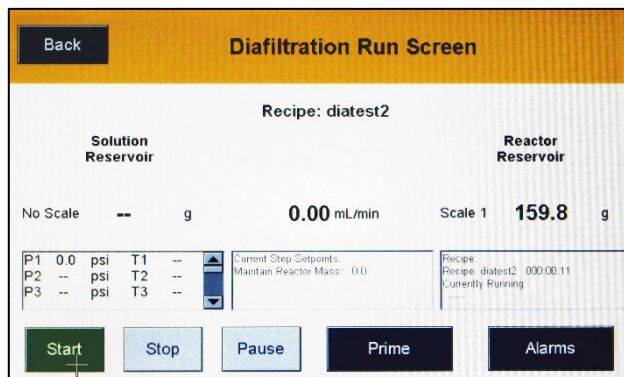 Back
Diafiltration Run Screen
Recipe: diatest2
Solution
Reservoir
Reactor
Reservoir
No Scale -- g
0.00 mL/min
Scale 1 159.8 g
P1 0.0 psi T1 --
P2 -- psi T2 --
P3 -- psi T3 --
Current Step Setpoints:
Maintain Reactor Mass: 0.0
Recipe:
Recipe: diatest2 000:00:11
Currently Running:
Start
Stop
Pause
Prime
Alarms